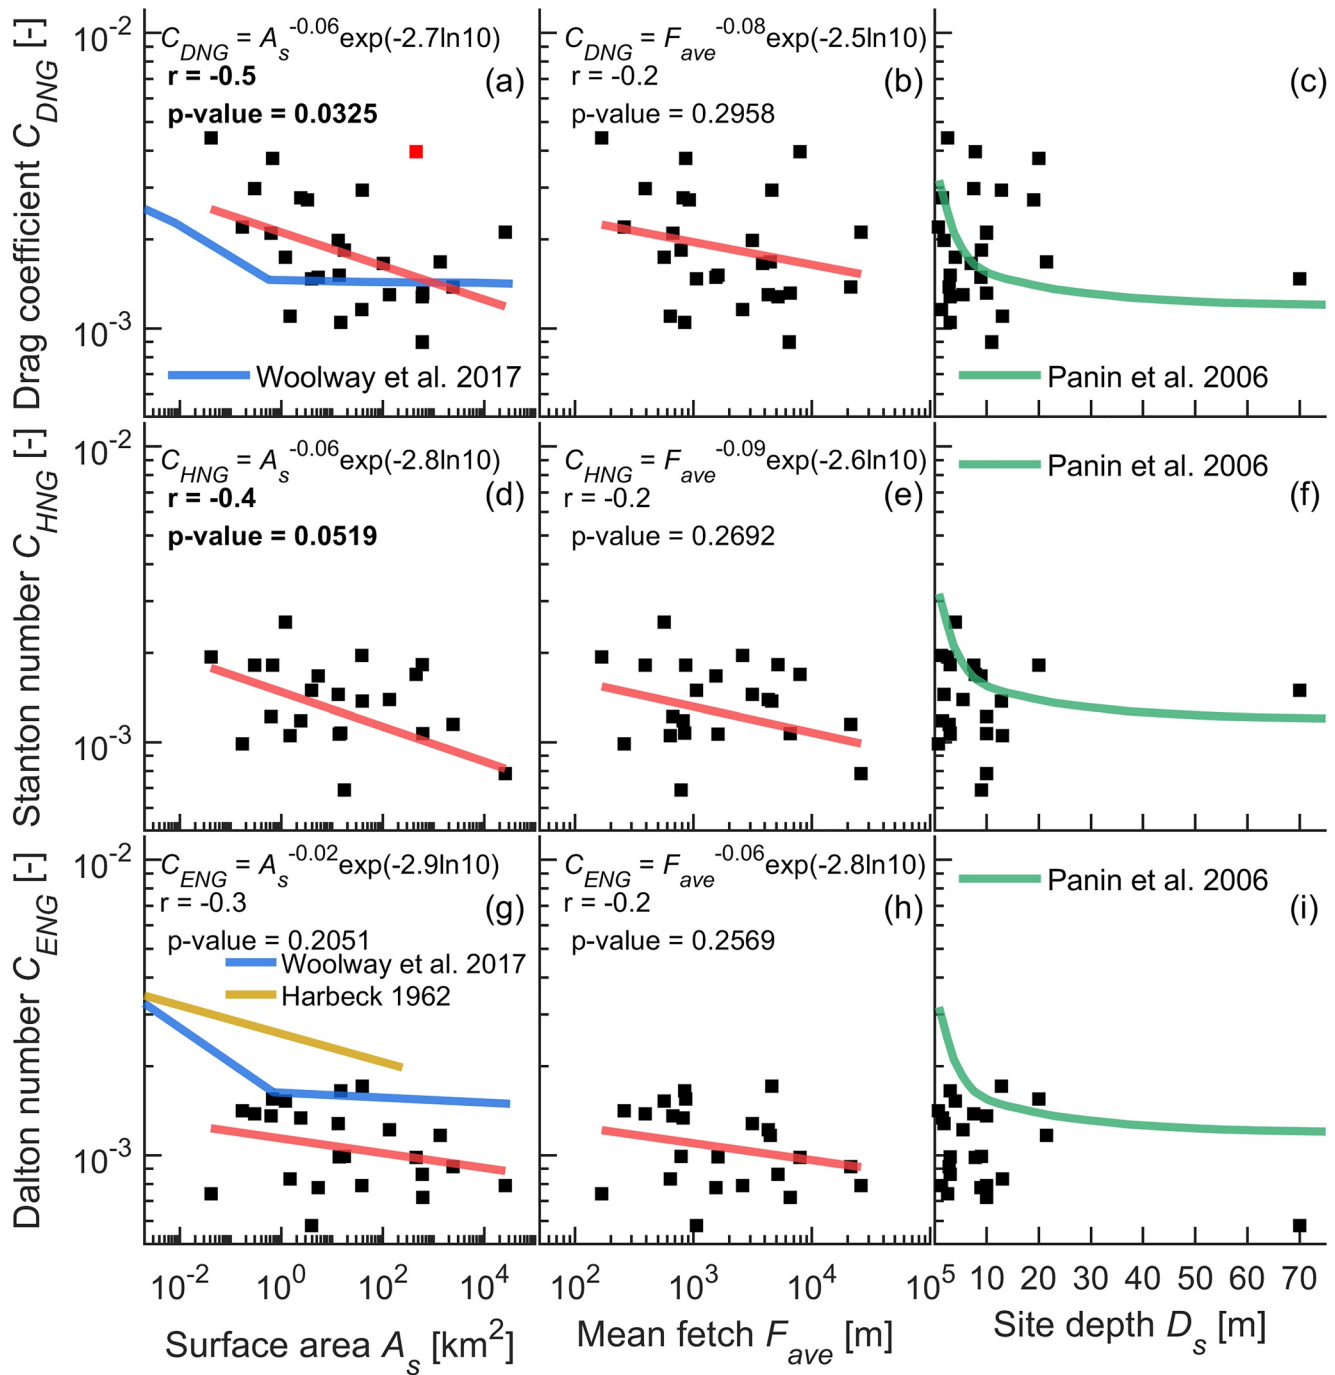 Drag coefficient C_DNG [-]
10^-2
10^-3
C_DNG = A_s^-0.06 exp(-2.7ln10)
r = -0.5
p-value = 0.0325
(a)
Woolway et al. 2017
C_DNG = F_ave^-0.08 exp(-2.5ln10)
r = -0.2
p-value = 0.2958
(b)
(c)
Panin et al. 2006
Stanton number C_HNG [-]
10^-2
10^-3
C_HNG = A_s^-0.06 exp(-2.8ln10)
r = -0.4
p-value = 0.0519
(d)
C_HNG = F_ave^-0.09 exp(-2.6ln10)
r = -0.2
p-value = 0.2692
(e)
Panin et al. 2006
(f)
Dalton number C_ENG [-]
10^-2
10^-3
C_ENG = A_s^-0.02 exp(-2.9ln10)
r = -0.3
(g)
p-value = 0.2051
Woolway et al. 2017
Harbeck 1962
C_ENG = F_ave^-0.06 exp(-2.8ln10)
r = -0.2
(h)
p-value = 0.2569
Panin et al. 2006
(i)
10^-2 10^0 10^2 10^4
10^2 10^3 10^4 10^5
10 20 30 40 50 60 70
Surface area A_s [km^2]
Mean fetch F_ave [m]
Site depth D_s [m]